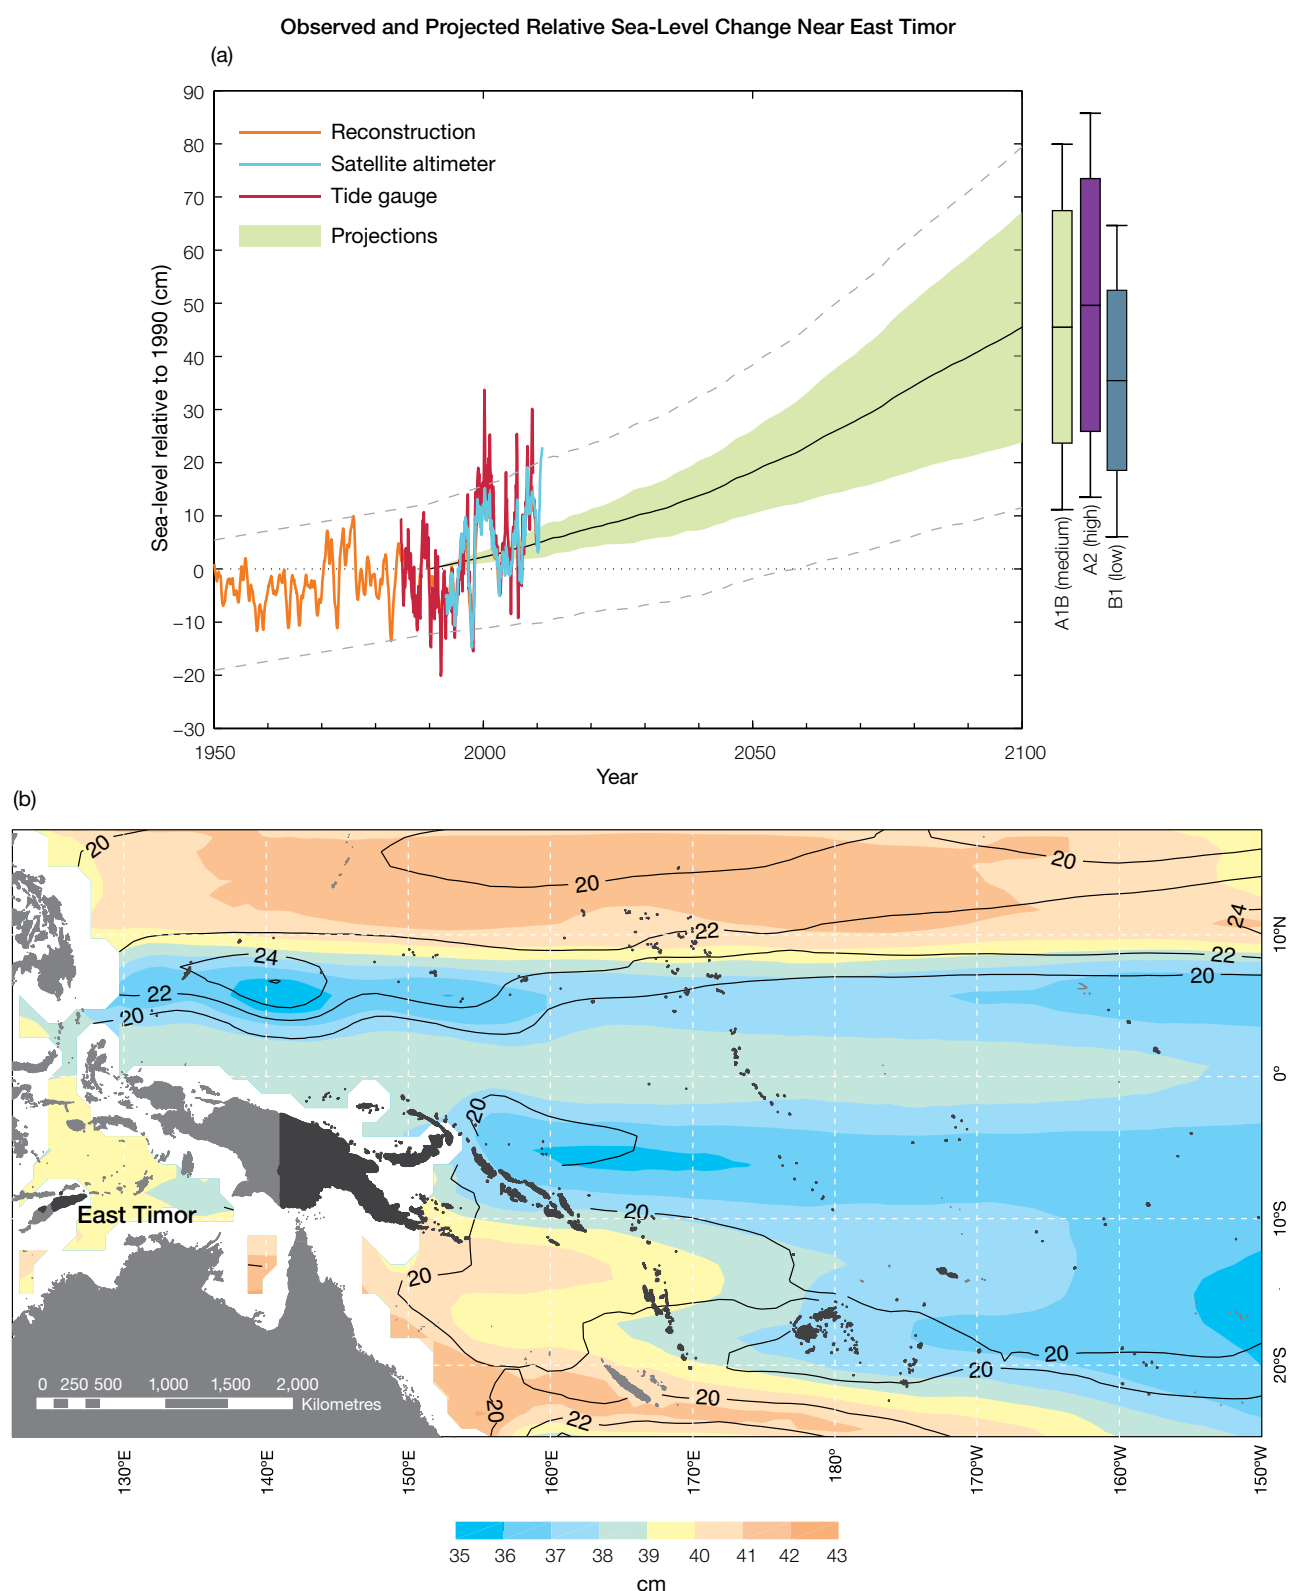 Observed and Projected Relative Sea-Level Change Near East Timor
(a)
90
80
70
60
50
40
30
20
10
0
−10
−20
−30
Sea-level relative to 1990 (cm)
Reconstruction
Satellite altimeter
Tide gauge
Projections
1950
2000
2050
2100
Year
A1B (medium)
A2 (high)
B1 (low)
(b)
20
20
20
22
24
24
22
22
20
20
20
20
20
20
20
20
20
20
22
East Timor
0 250 500 1,000 1,500 2,000
Kilometres
10°N
0°
10°S
20°S
130°E
140°E
150°E
160°E
170°E
180°
170°W
160°W
150°W
35 36 37 38 39 40 41 42 43
cm